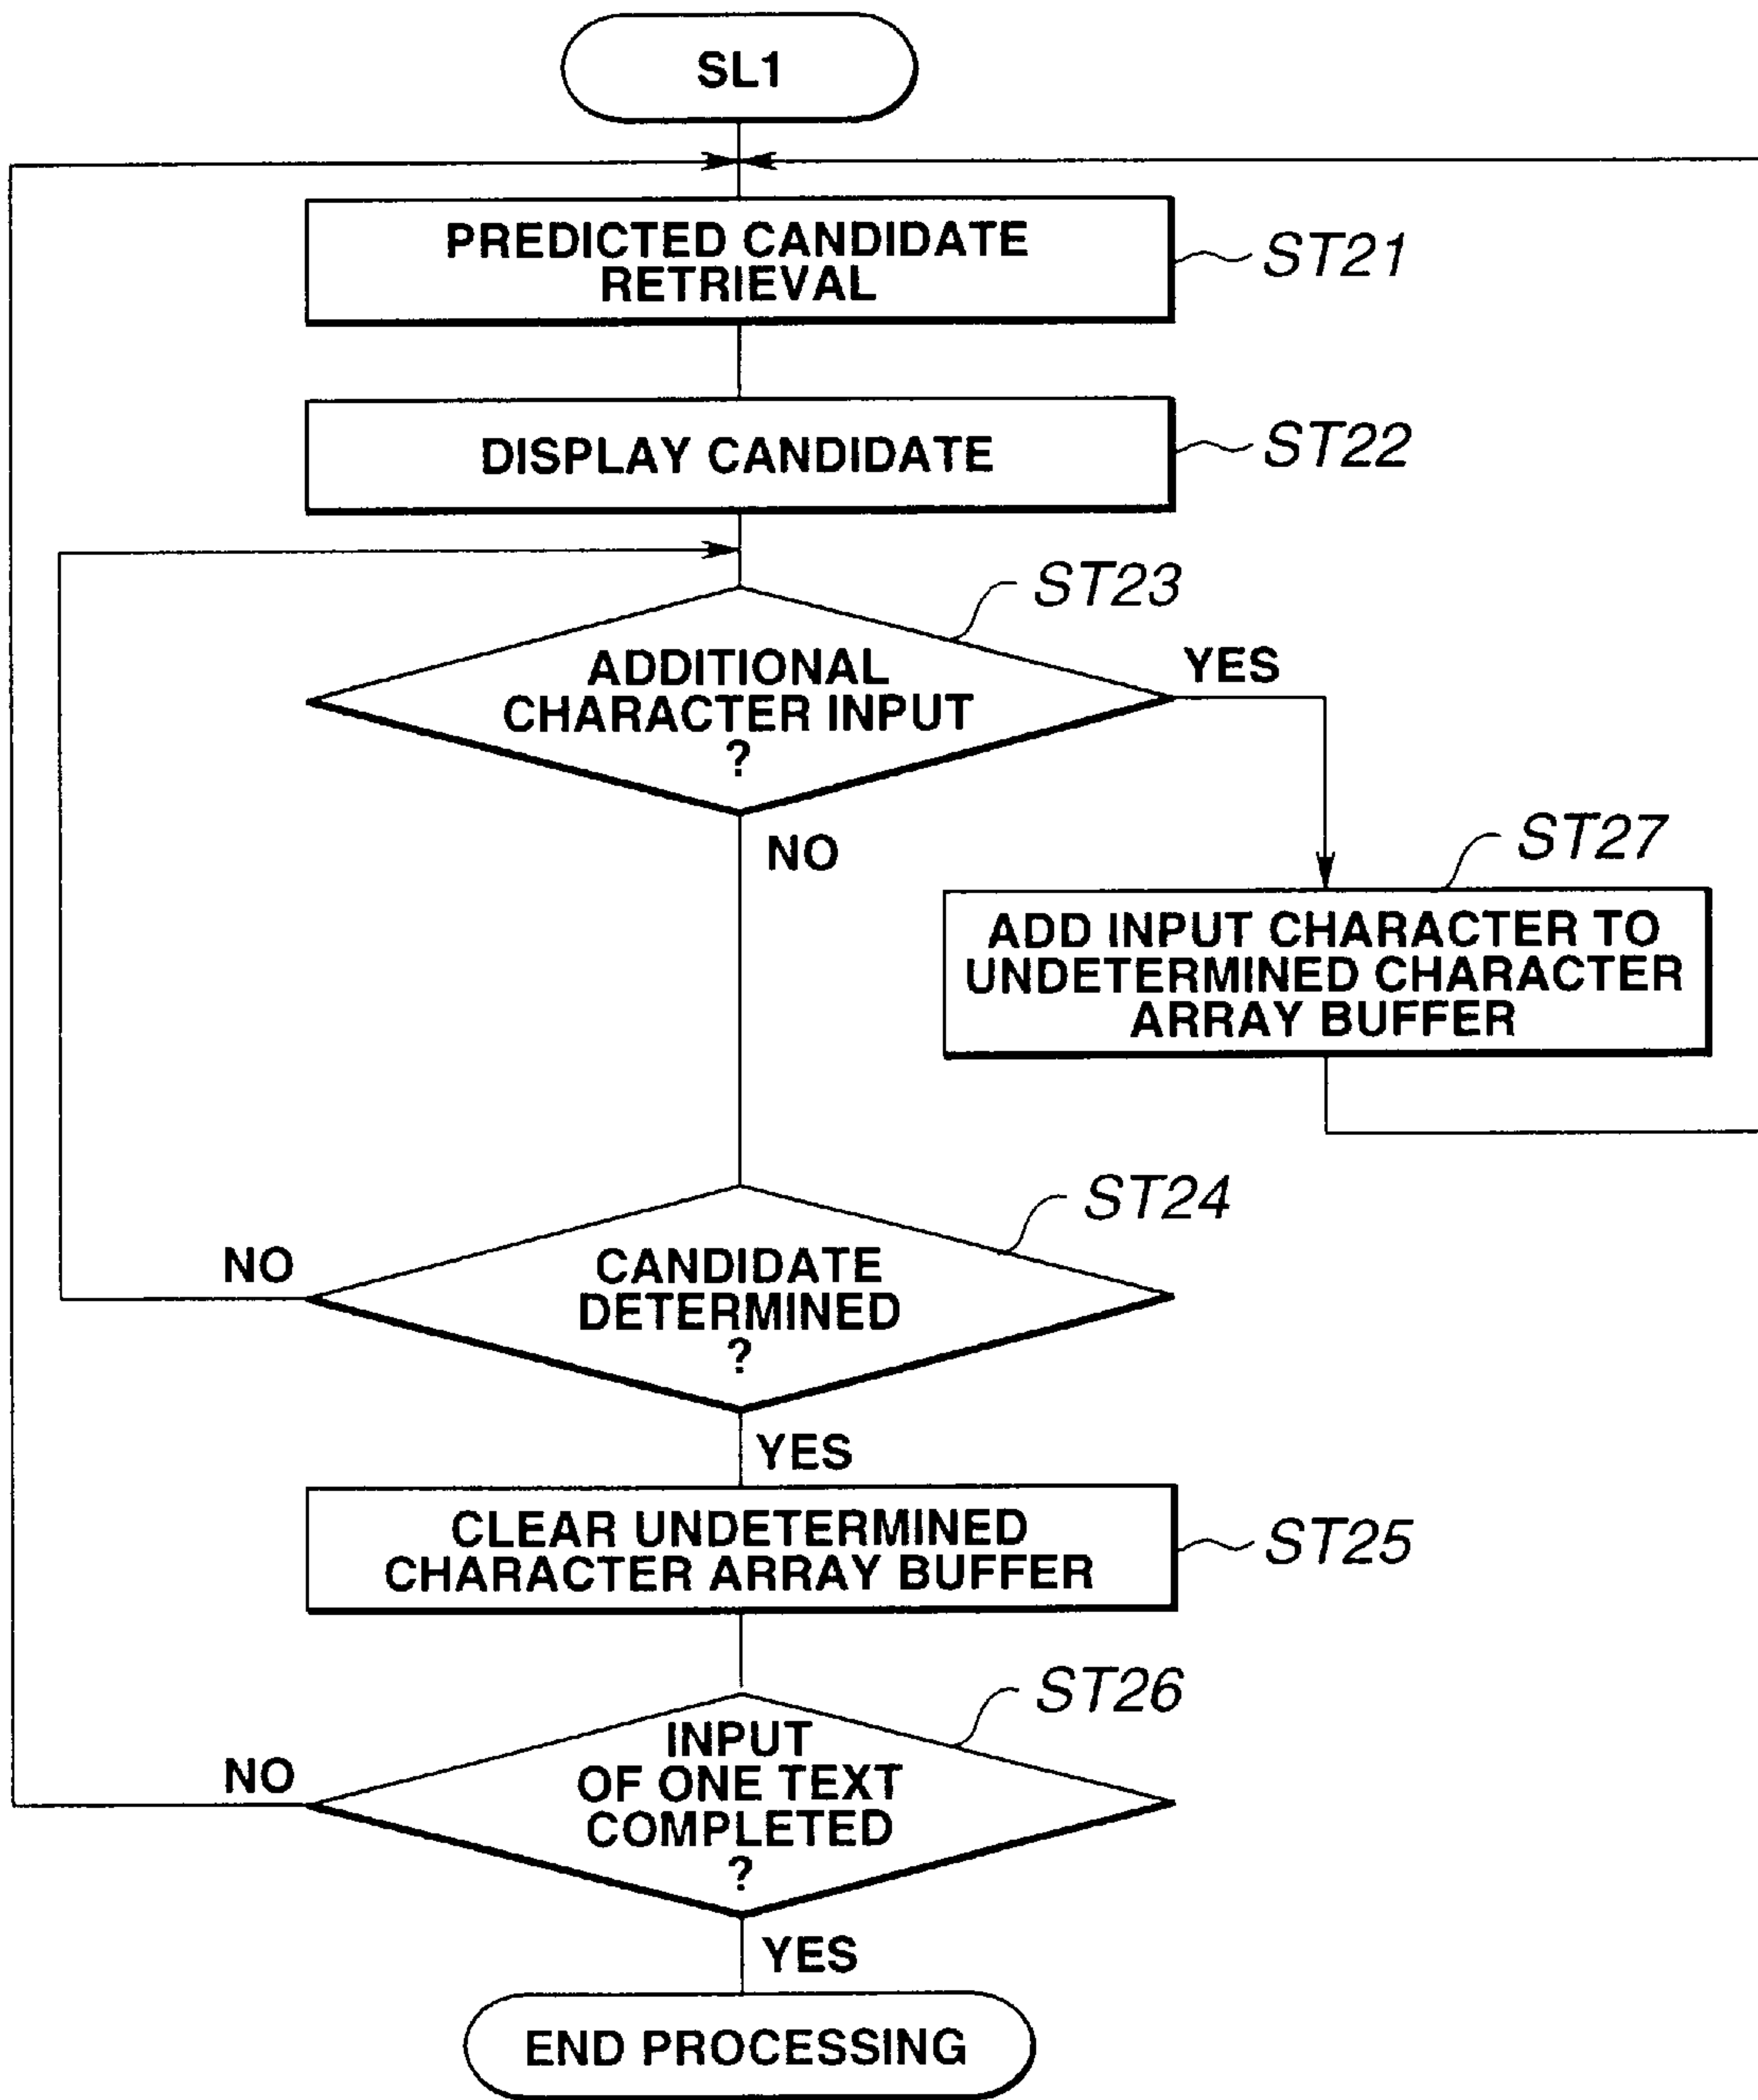 SL1
PREDICTED CANDIDATE
RETRIEVAL
ST21
DISPLAY CANDIDATE
ST22
ST23
ADDITIONAL
CHARACTER INPUT
?
YES
NO
ST27
ADD INPUT CHARACTER TO
UNDETERMINED CHARACTER
ARRAY BUFFER
ST24
CANDIDATE
DETERMINED
?
NO
YES
CLEAR UNDETERMINED
CHARACTER ARRAY BUFFER
ST25
ST26
INPUT
OF ONE TEXT
COMPLETED
?
NO
YES
END PROCESSING